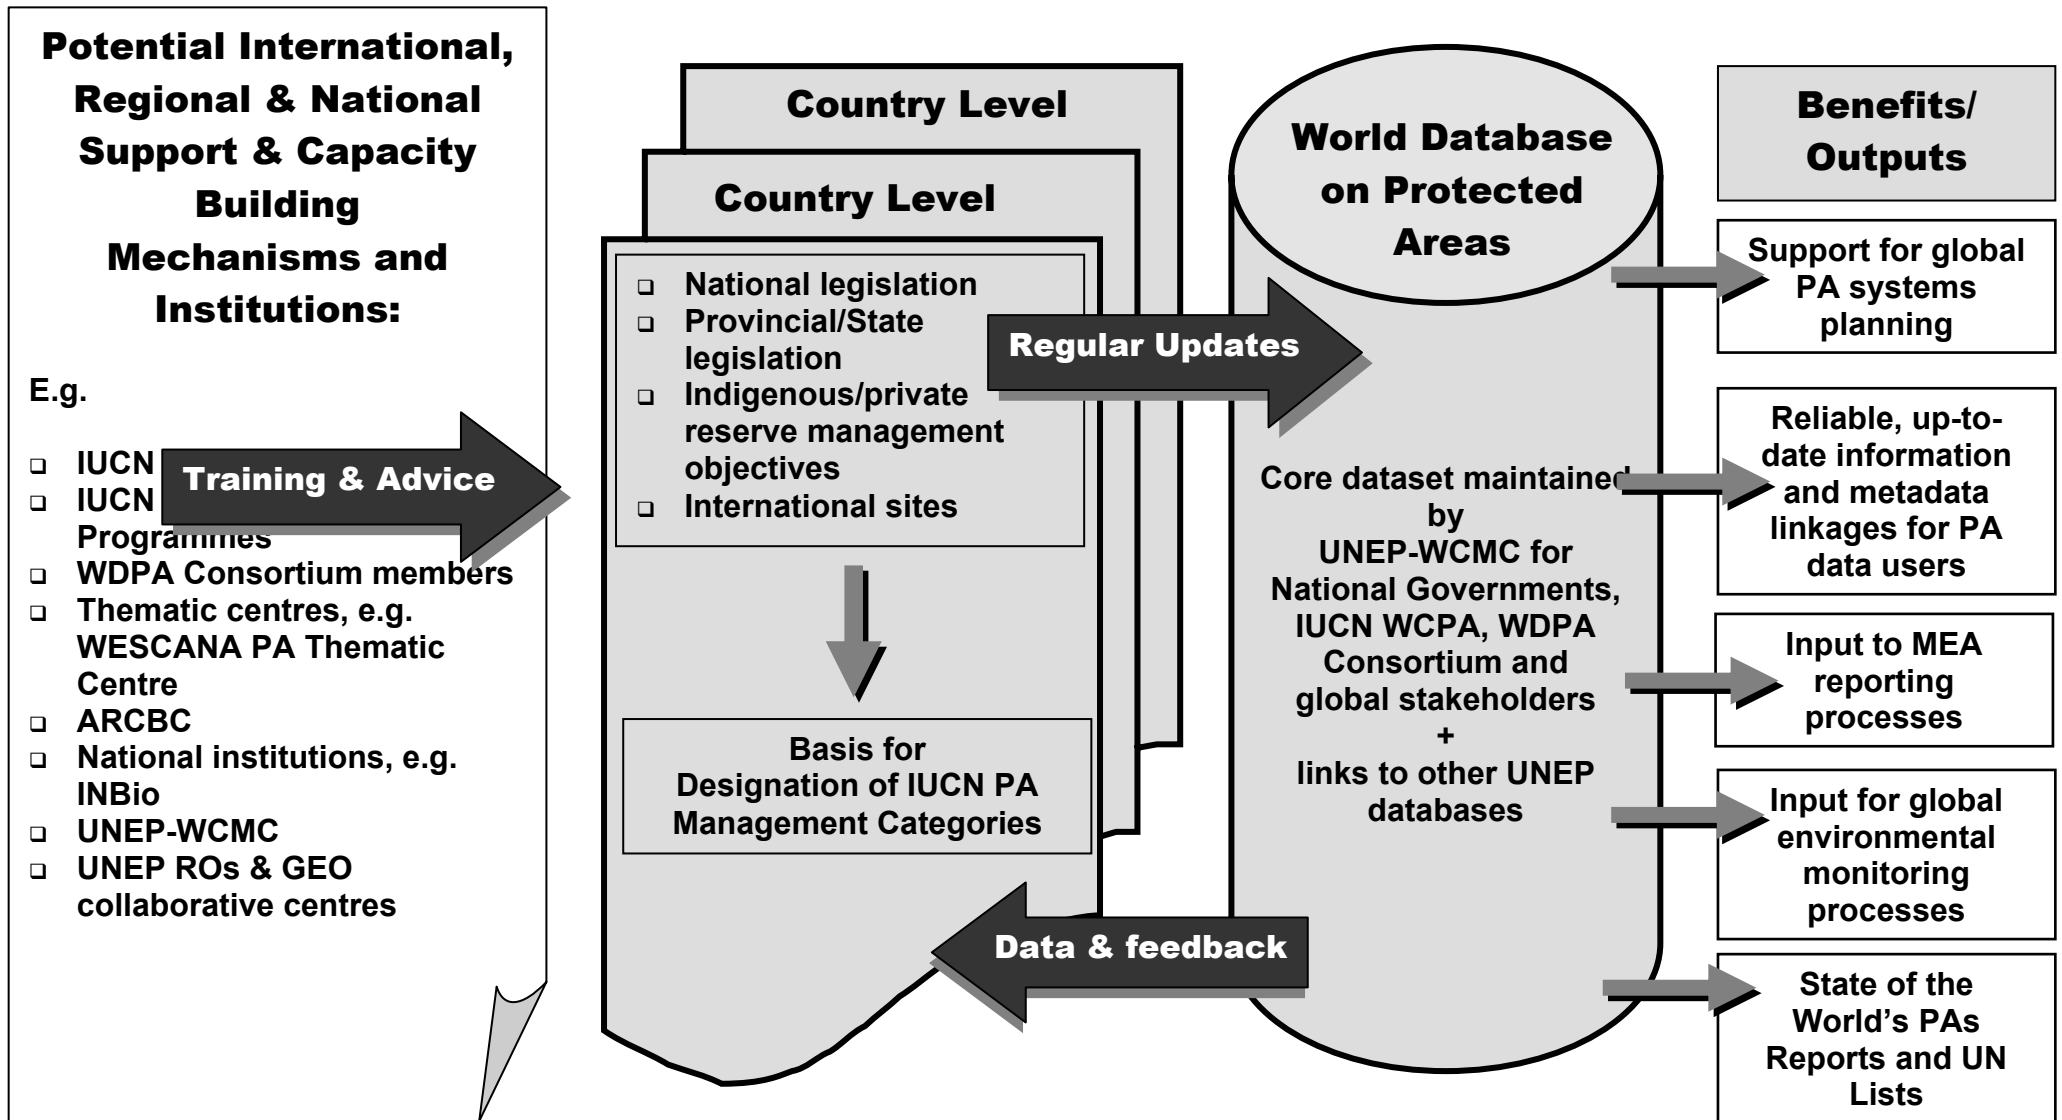 Potential International,
Regional & National
Support & Capacity
Building
Mechanisms and
Institutions:
E.g.
❑ IUCN
❑ IUCN
Programmes
❑ WDPA Consortium members
❑ Thematic centres, e.g.
WESCANA PA Thematic
Centre
❑ ARCBC
❑ National institutions, e.g.
INBio
❑ UNEP-WCMC
❑ UNEP ROs & GEO
collaborative centres
Training & Advice
Country Level
Country Level
❑ National legislation
❑ Provincial/State
legislation
❑ Indigenous/private
reserve management
objectives
❑ International sites
Basis for
Designation of IUCN PA
Management Categories
Regular Updates
Data & feedback
World Database
on Protected
Areas
Core dataset maintained
by
UNEP-WCMC for
National Governments,
IUCN WCPA, WDPA
Consortium and
global stakeholders
+
links to other UNEP
databases
Benefits/
Outputs
Support for global
PA systems
planning
Reliable, up-to-
date information
and metadata
linkages for PA
data users
Input to MEA
reporting
processes
Input for global
environmental
monitoring
processes
State of the
World's PAs
Reports and UN
Lists